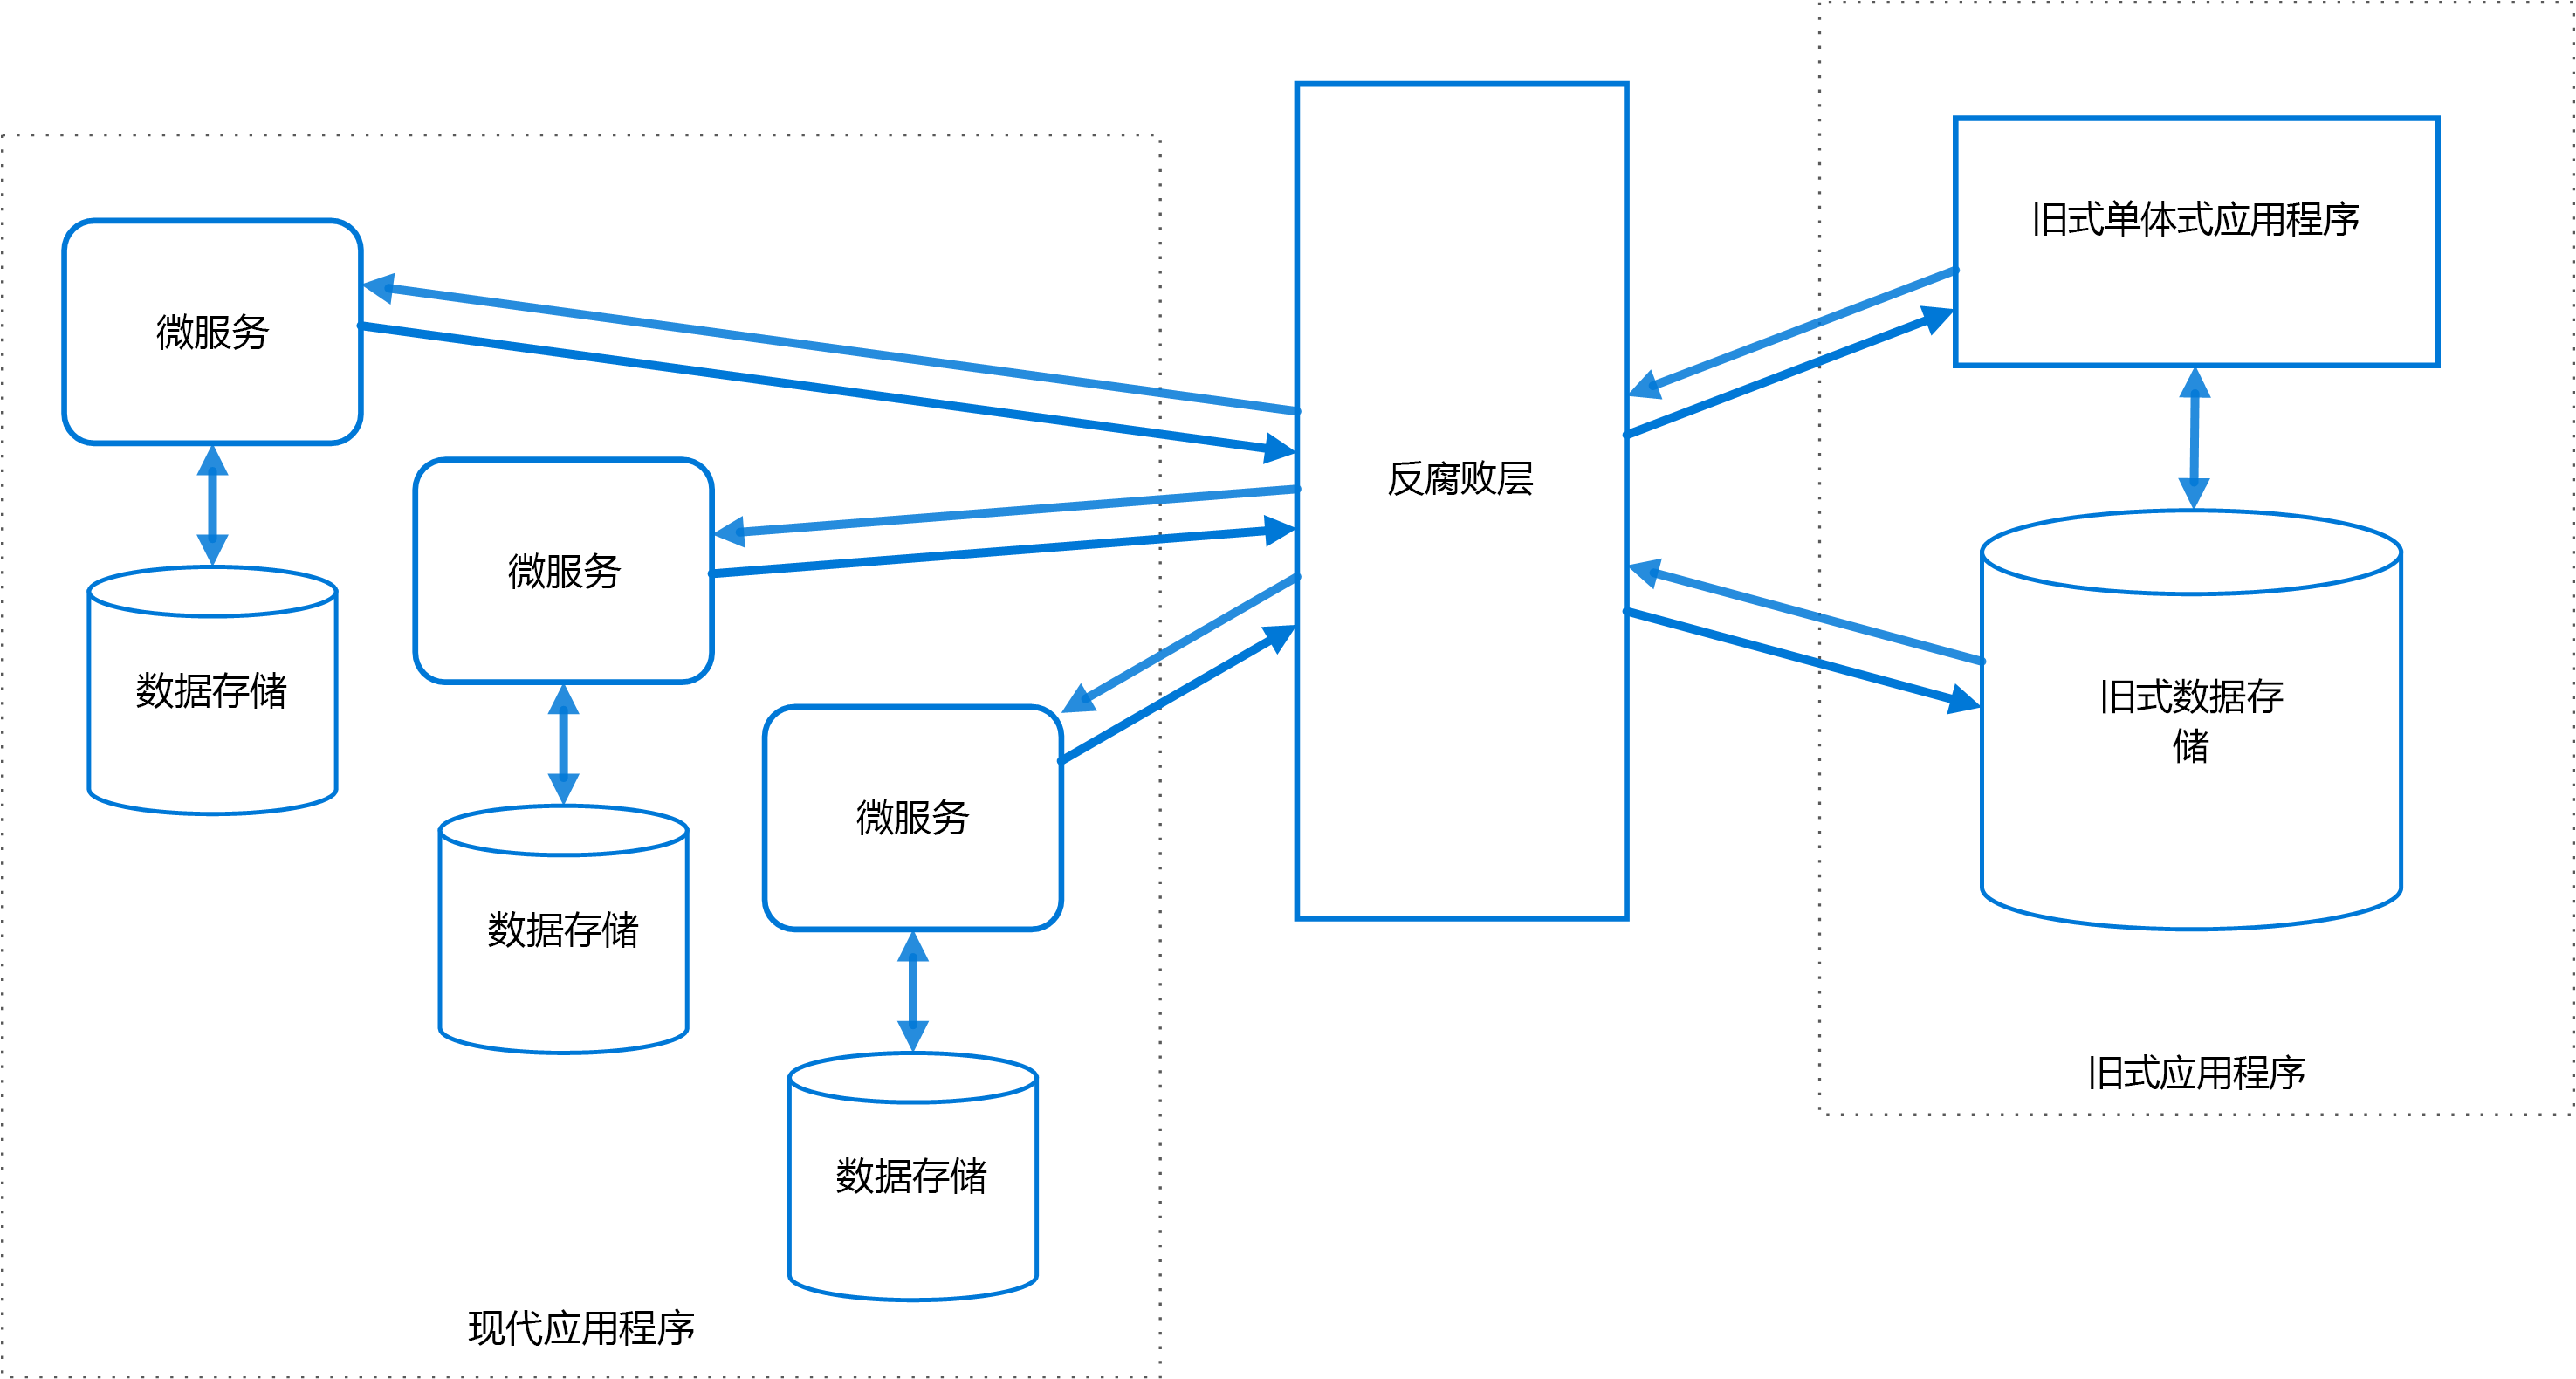 旧式单体式应用程序
微服务
反腐败层
微服务
数据存储
旧式数据存
储
微服务
数据存储
旧式应用程序
数据存储
现代应用程序